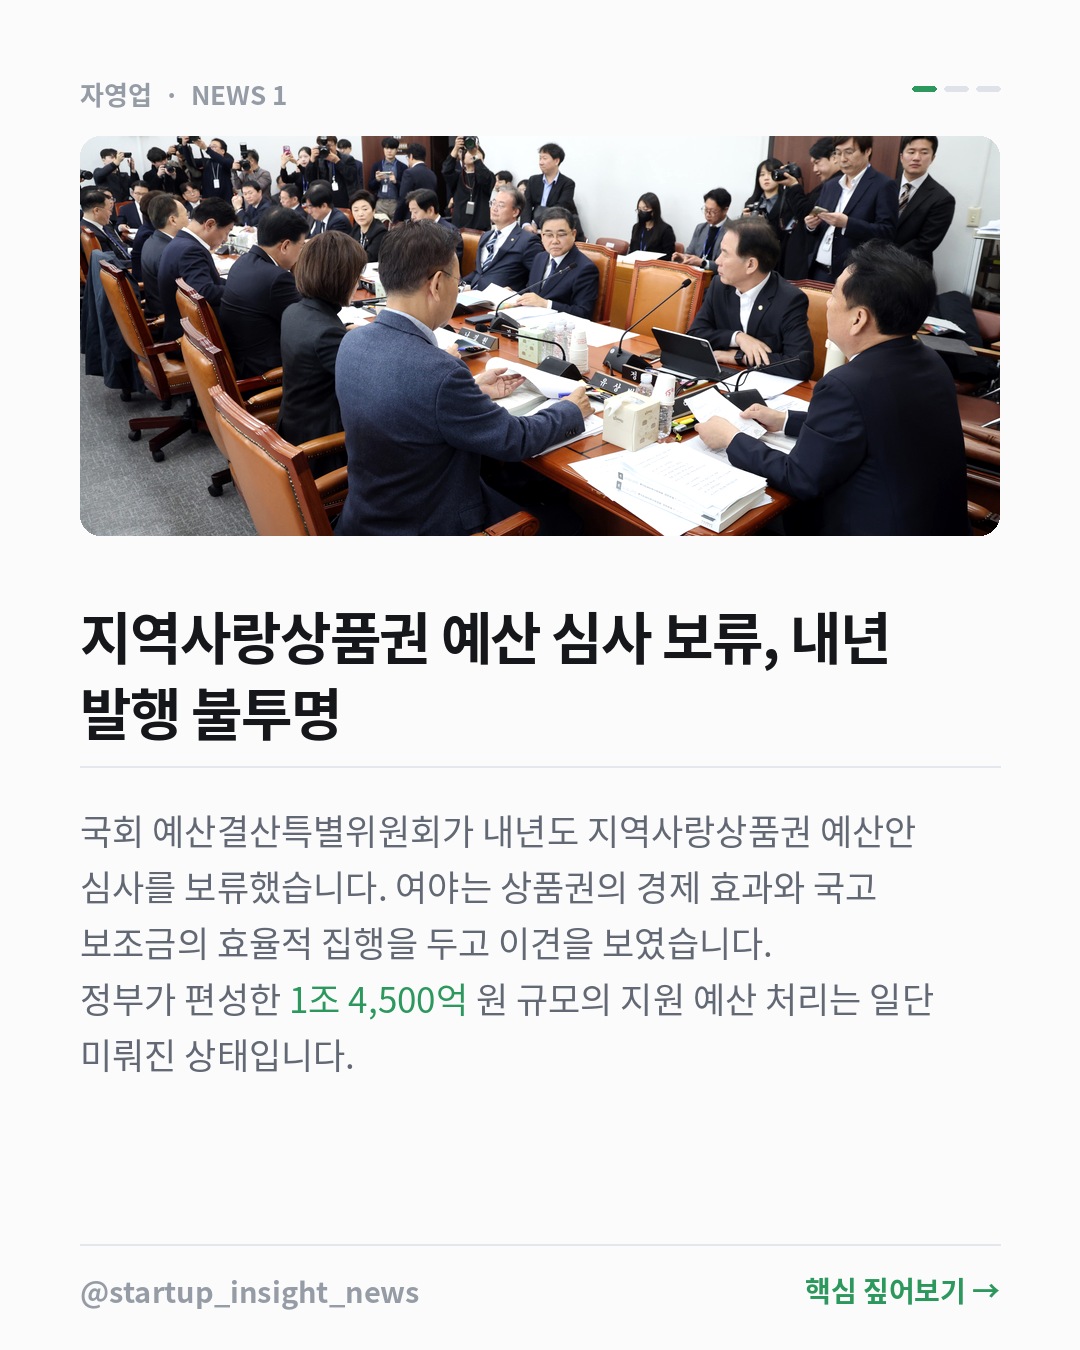 자영업 · NEWS 1
지역사랑상품권 예산 심사 보류, 내년
발행 불투명
국회 예산결산특별위원회가 내년도 지역사랑상품권 예산안
심사를 보류했습니다. 여야는 상품권의 경제 효과와 국고
보조금의 효율적 집행을 두고 이견을 보였습니다.
정부가 편성한 1조 4,500억 원 규모의 지원 예산 처리는 일단
미뤄진 상태입니다.
@startup_insight_news
핵심 짚어보기 →